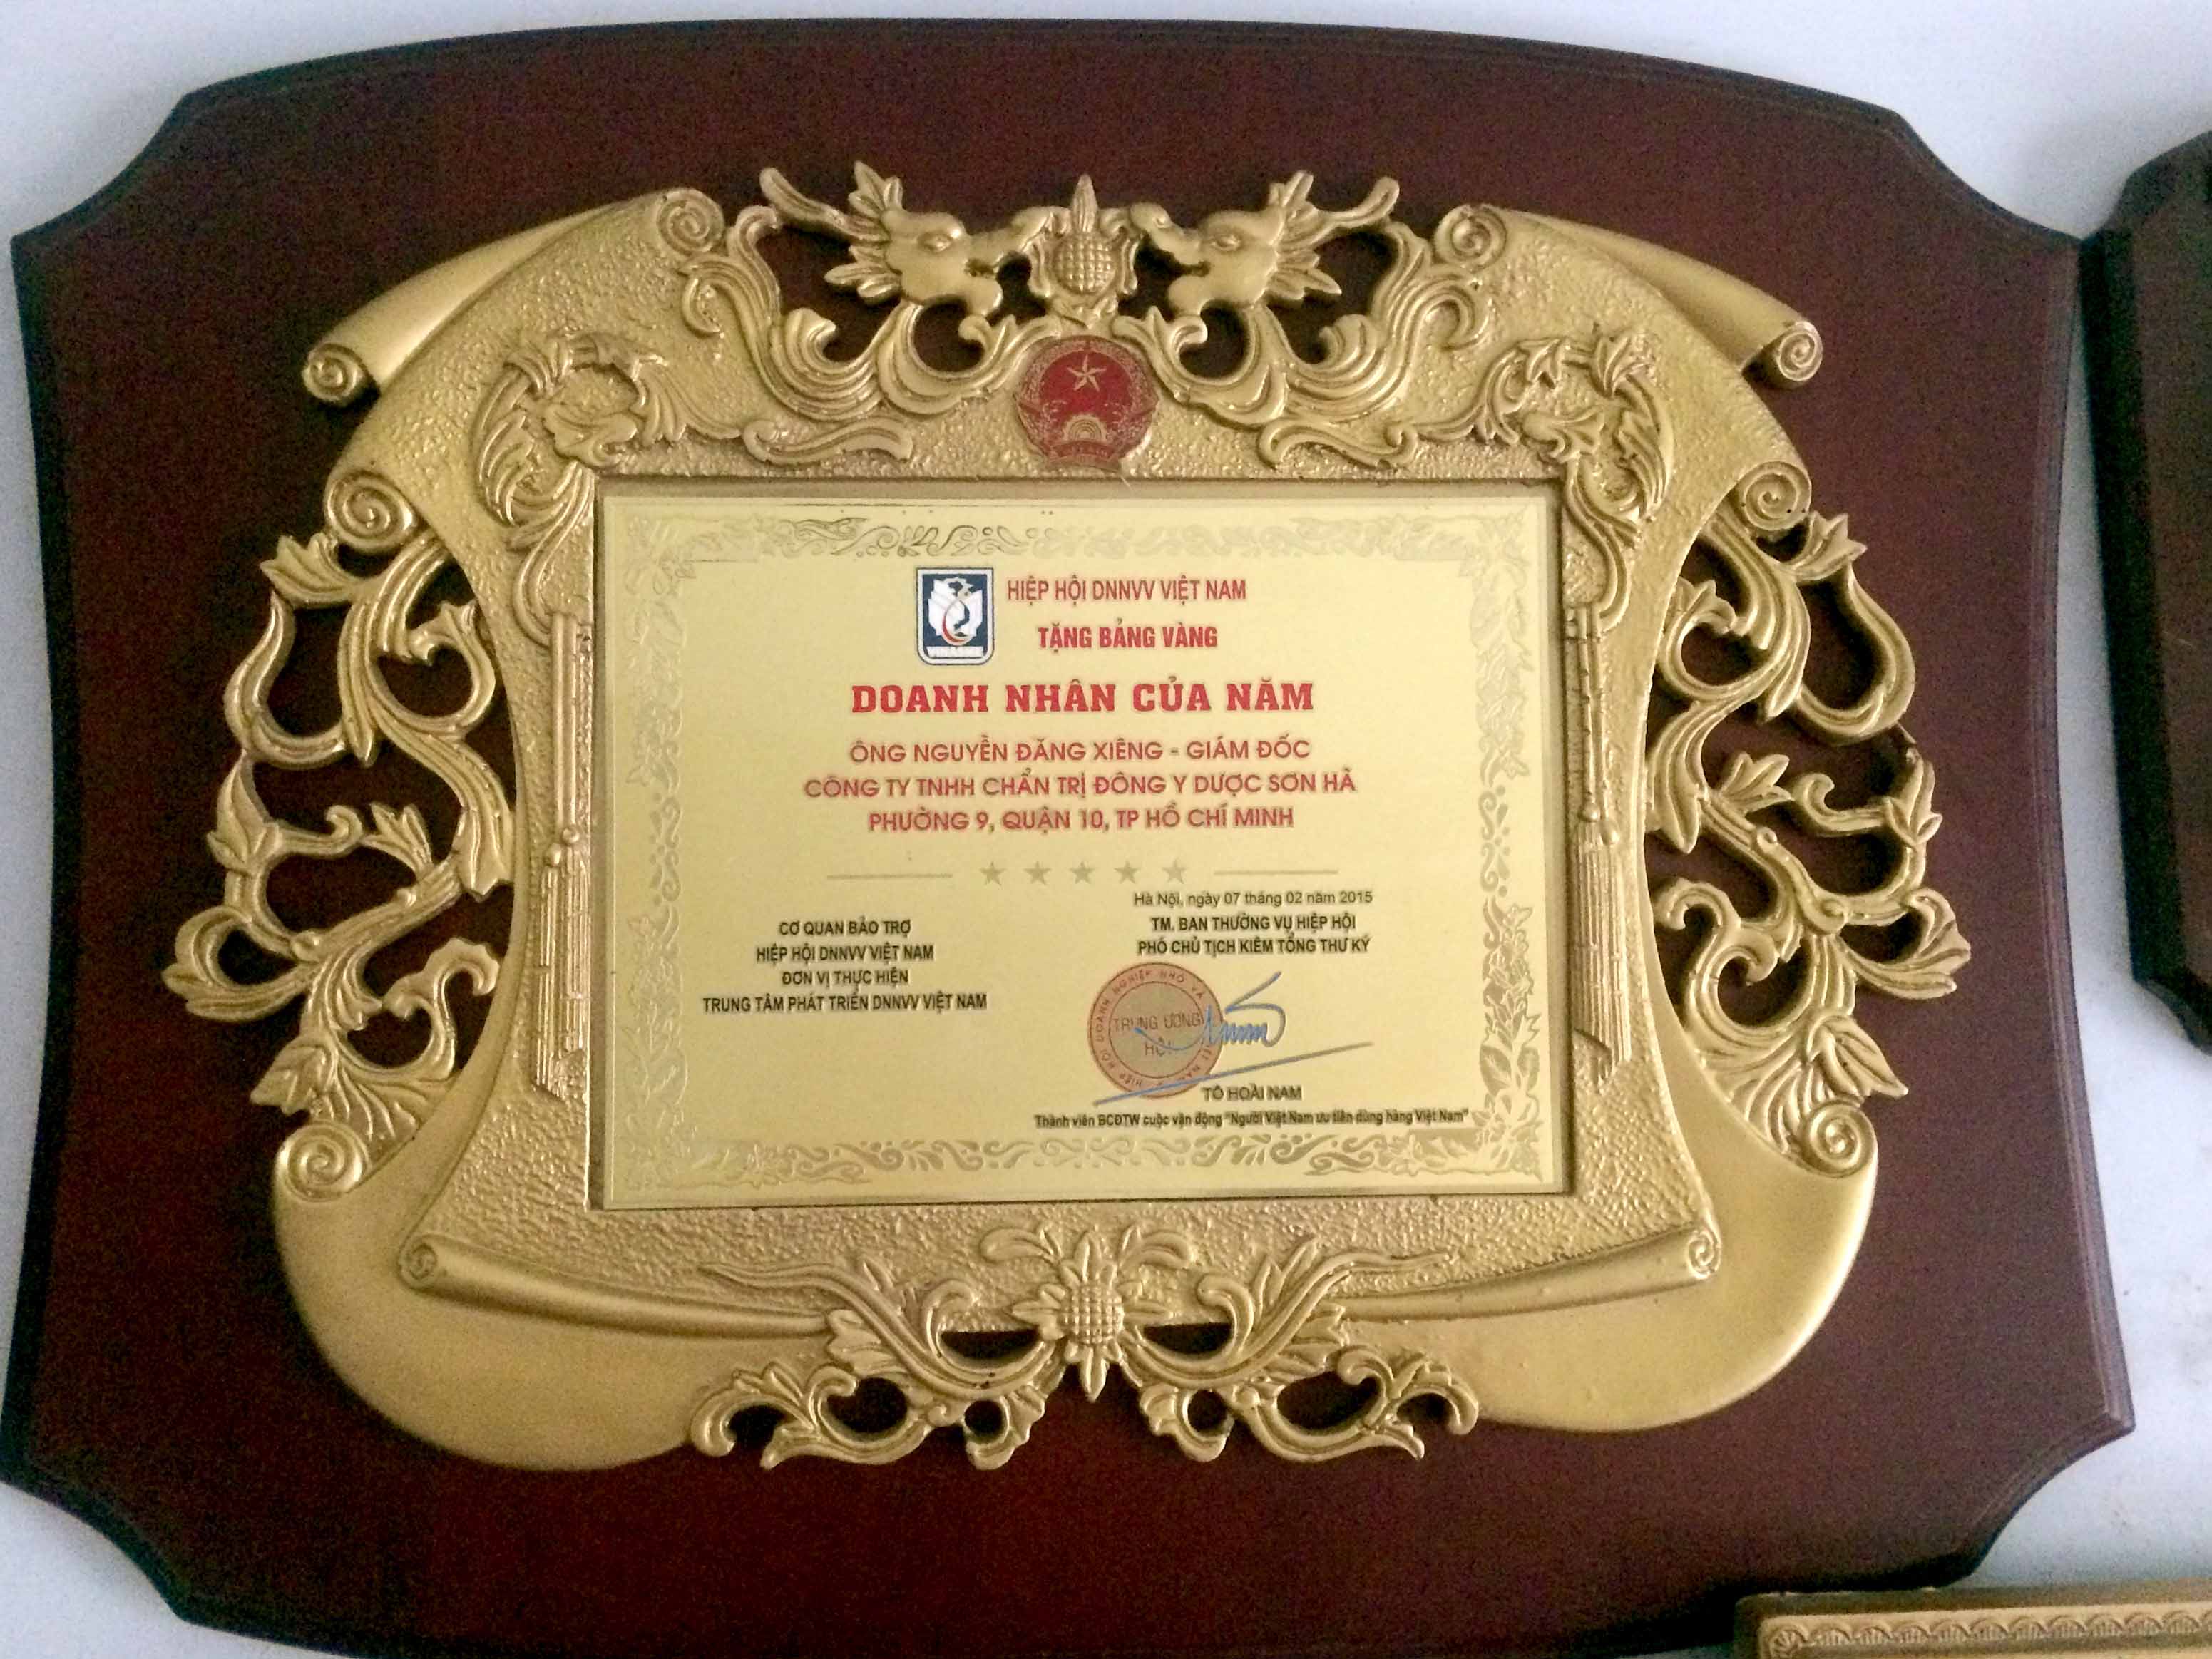 HIỆP HỘI DNNVV VIỆT NAM
TẶNG BẢNG VÀNG
DOANH NHÂN CỦA NĂM
ÔNG NGUYỄN ĐĂNG XIÊNG - GIÁM ĐỐC
CÔNG TY TNHH CHẨN TRỊ ĐÔNG Y DƯỢC SƠN HÀ
PHƯỜNG 9, QUẬN 10, TP HỒ CHÍ MINH
Hà Nội, ngày 07 tháng 02 năm 2015
CƠ QUAN BẢO TRỢ
HIỆP HỘI DNNVV VIỆT NAM
ĐƠN VỊ THỰC HIỆN
TRUNG TÂM PHÁT TRIỂN DNNVV VIỆT NAM
TM. BAN THƯỜNG VỤ HIỆP HỘI
PHÓ CHỦ TỊCH KIÊM TỔNG THƯ KÝ
TRUNG ƯƠNG
HỘI
TÔ HOÀI NAM
Thành viên BCĐTW cuộc vận động "Người Việt Nam ưu tiên dùng hàng Việt Nam"